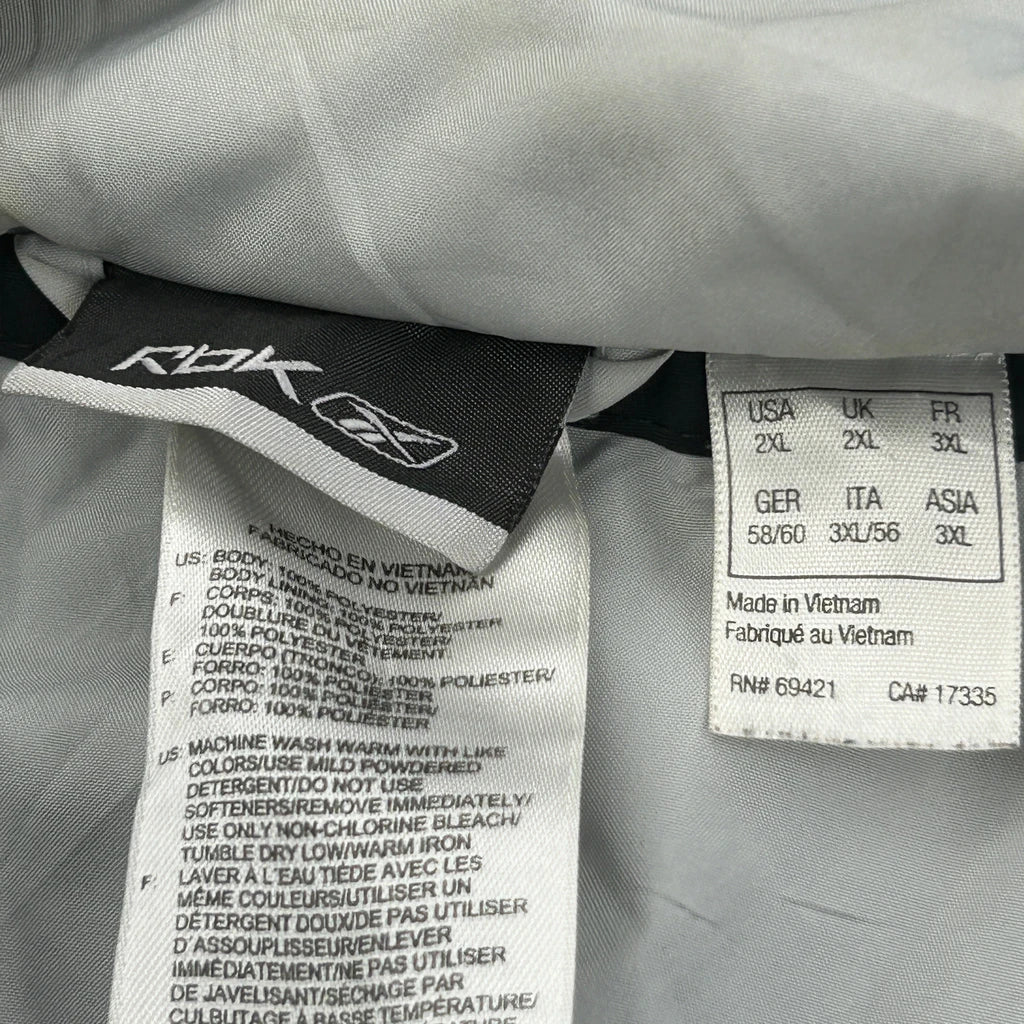 RBK
HECHO EN VIETNAM
FABRICADO NO VIETNÁN
US: BODY: 100% POLYESTER/
BODY LINING: 100% POLYESTER
F: CORPS: 100% POLYESTER/
DOUBLURE DU VÊTEMENT:
100% POLYESTER
E: CUERPO (TRONCO): 100% POLIÉSTER/
FORRO: 100% POLIÉSTER
P: CORPO: 100% POLIÉSTER/
FORRO: 100% POLIÉSTER
US: MACHINE WASH WARM WITH LIKE
COLORS/USE MILD POWDERED
DETERGENT/DO NOT USE
SOFTENERS/REMOVE IMMEDIATELY/
USE ONLY NON-CHLORINE BLEACH/
TUMBLE DRY LOW/WARM IRON
F: LAVER À L'EAU TIÈDE AVEC LES
MÊME COULEURS/UTILISER UN
DÉTERGENT DOUX/DE PAS UTILISER
D'ASSOUPLISSEUR/ENLEVER
IMMÉDIATEMENT/NE PAS UTILISER
DE JAVELISANT/SÉCHAGE PAR
CULBUTAGE À BASSE TEMPÉRATURE/
USA UK FR
2XL 2XL 3XL
GER ITA ASIA
58/60 3XL/56 3XL
Made in Vietnam
Fabriqué au Vietnam
RN# 69421 CA# 17335